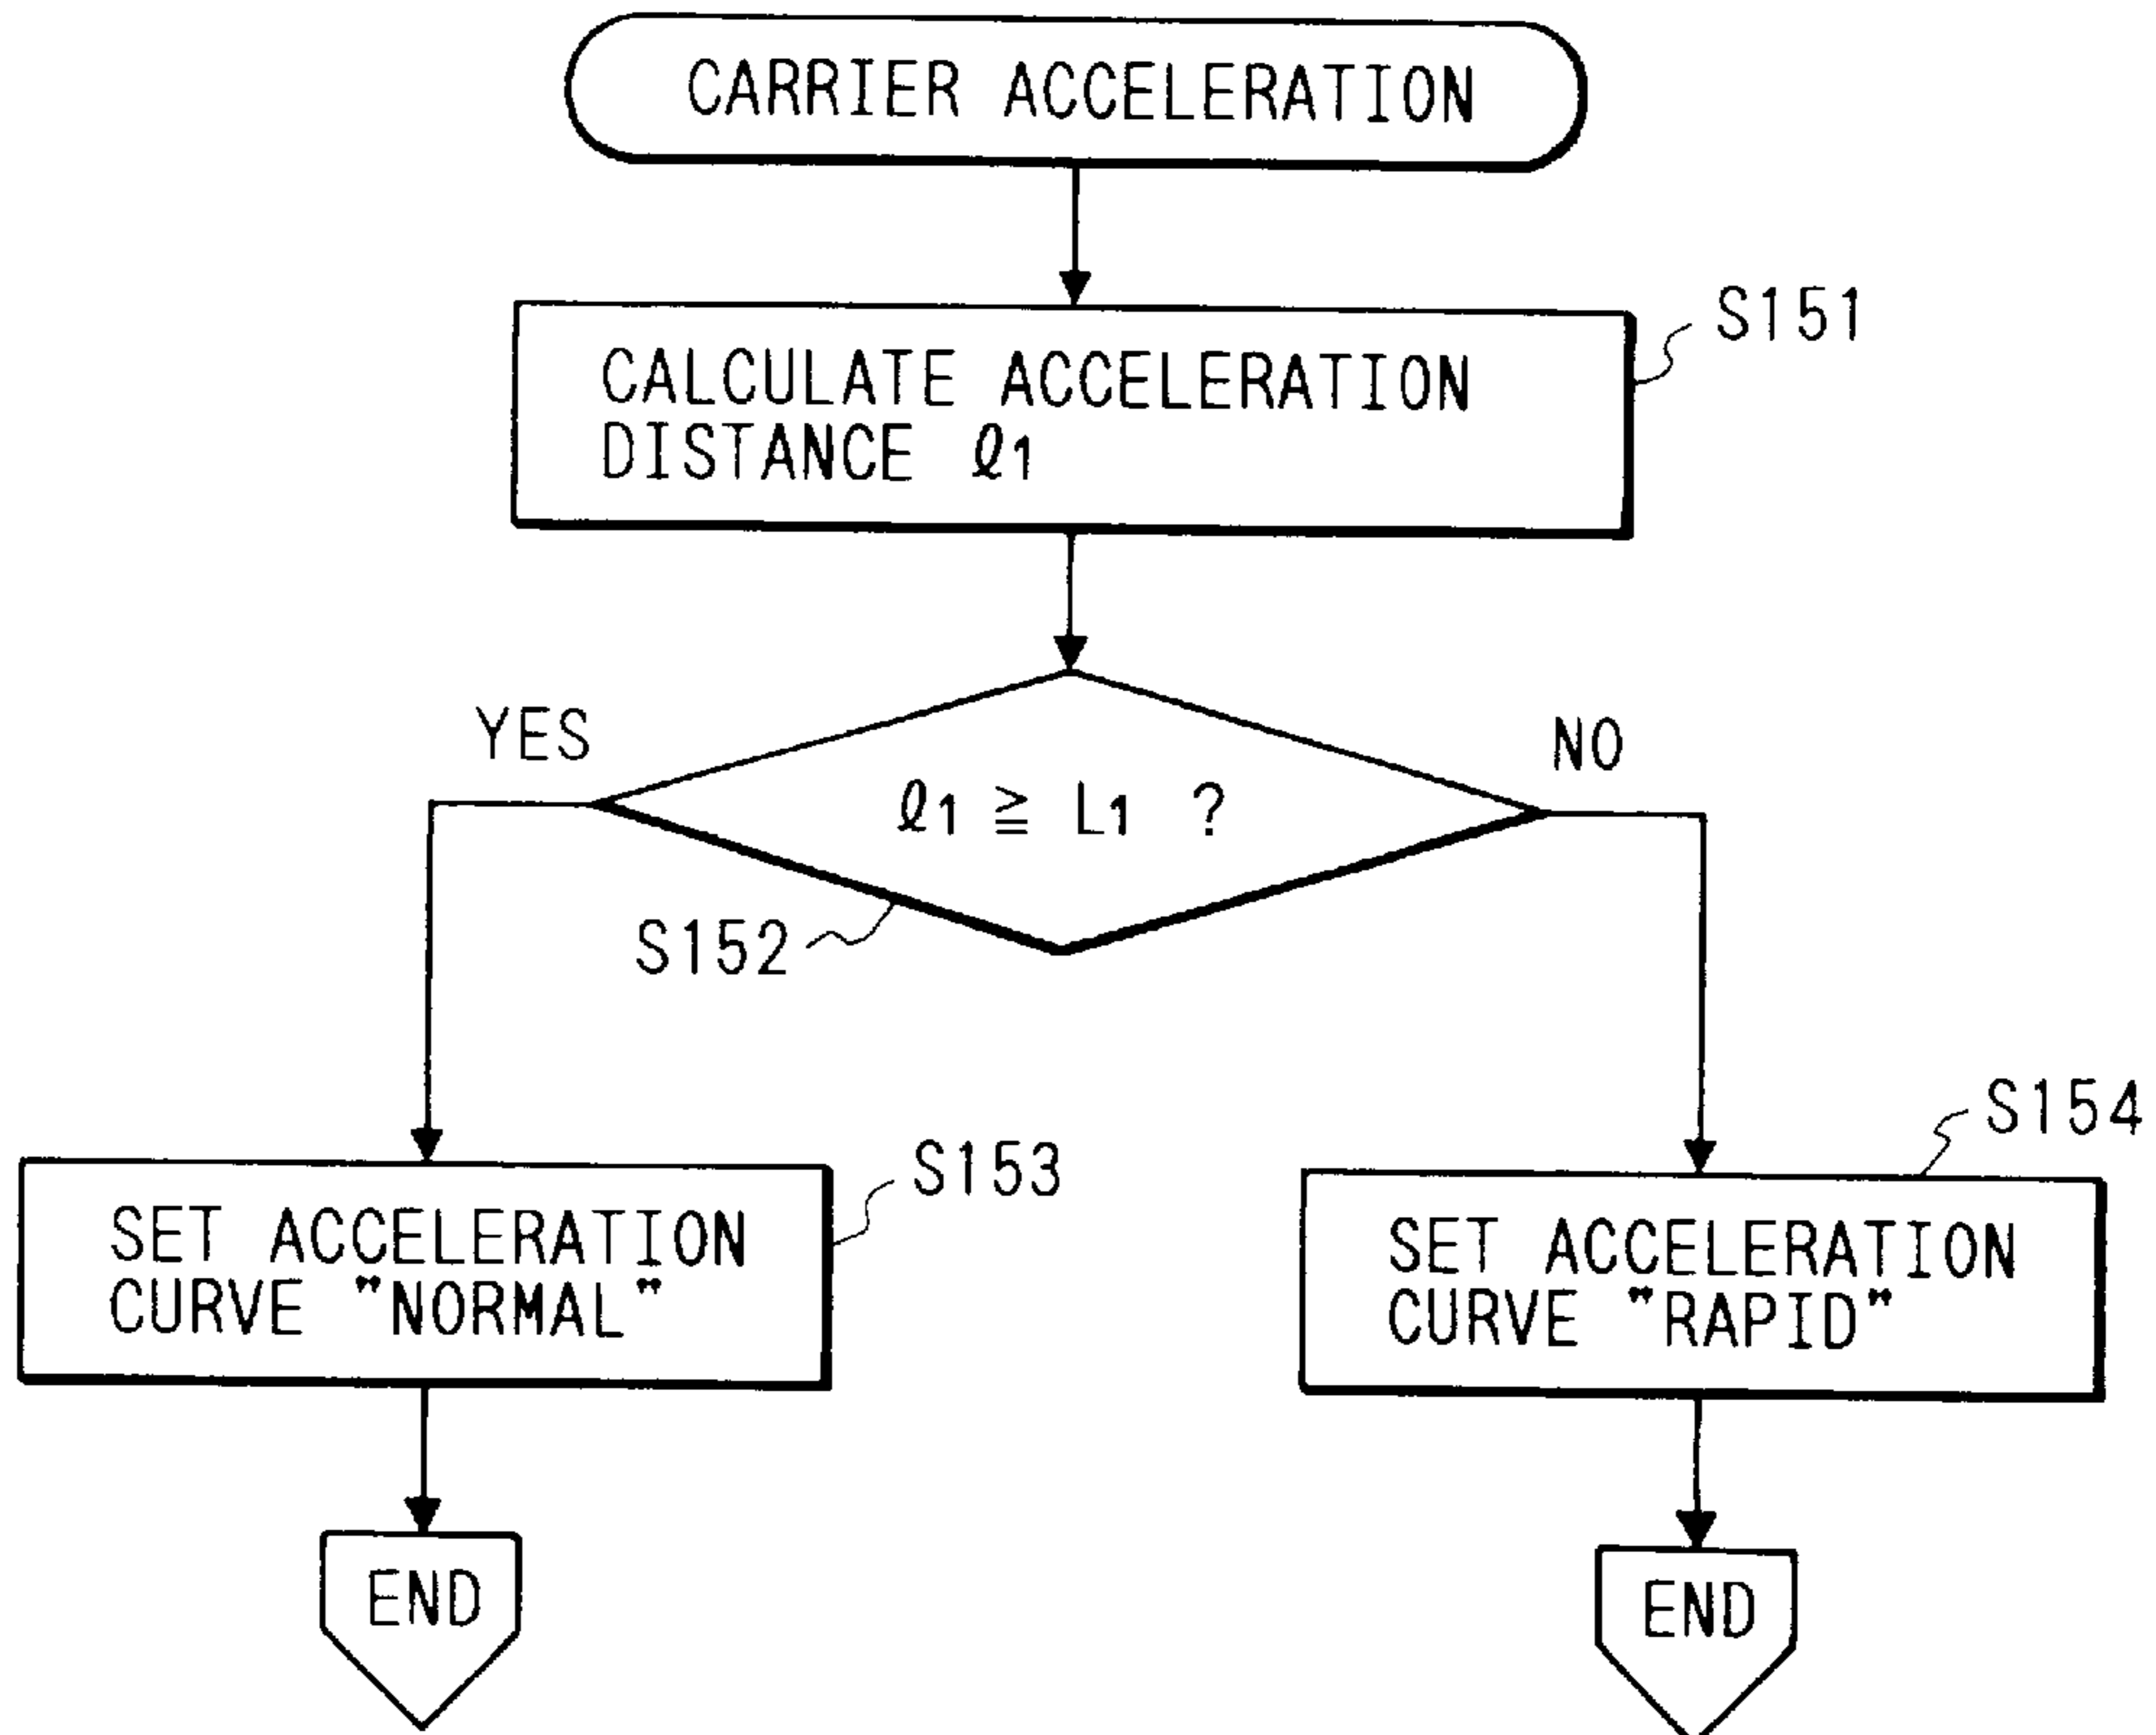 CARRIER ACCELERATION
S151
CALCULATE ACCELERATION
DISTANCE ℓ1
YES
NO
ℓ1 ≧ L1 ?
S152
S153
S154
SET ACCELERATION
CURVE "NORMAL"
SET ACCELERATION
CURVE "RAPID"
END
END